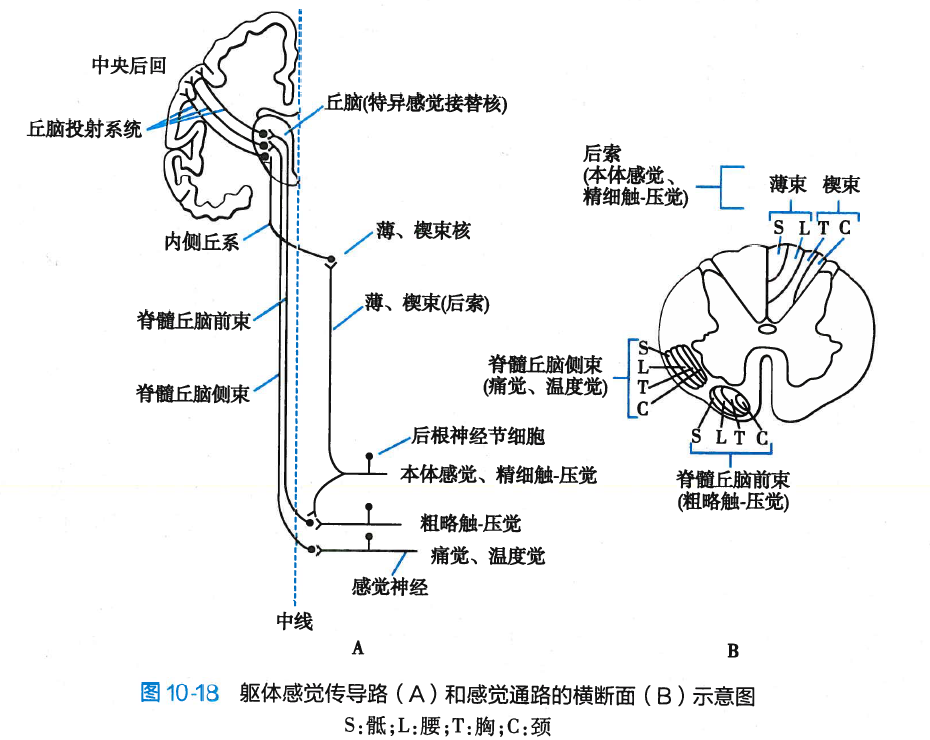 中央后回
丘脑投射系统
丘脑(特异感觉接替核)
内侧丘系
薄、楔束核
薄、楔束(后索)
脊髓丘脑前束
脊髓丘脑侧束
后根神经节细胞
本体感觉、精细触-压觉
粗略触-压觉
痛觉、温度觉
感觉神经
中线
A
后索
(本体感觉、
精细触-压觉)
薄束 楔束
S L T C
脊髓丘脑侧束
(痛觉、温度觉)
S
L
T
C
S L T C
脊髓丘脑前束
(粗略触-压觉)
B
图 10-18 躯体感觉传导路（A）和感觉通路的横断面（B）示意图
S:骶;L:腰;T:胸;C:颈